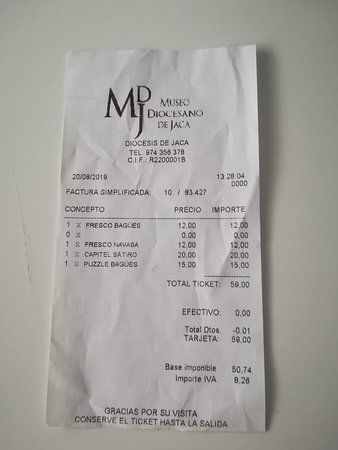 MDJ MUSEO
DIOCESANO
DE JACA
DIOCESIS DE JACA
TEL. 974 356 378
C.I.F.: R2200001B
20/08/2019 13:28:04
0000
FACTURA SIMPLIFICADA: 10 / 83.427
CONCEPTO PRECIO IMPORTE
1 X FRESCO BAGÜES 12,00 12,00
0 X 0,00 0,00
1 X FRESCO NAVASA 12,00 12,00
1 X CAPITEL SÁTIRO 20,00 20,00
1 X PUZZLE BAGÜES 15,00 15,00
TOTAL TICKET: 59,00
EFECTIVO: 0,00
Total Dtos. -0.01
TARJETA: 59,00
Base imponible 50,74
Importe IVA 8,26
GRACIAS POR SU VISITA
CONSERVE EL TICKET HASTA LA SALIDA